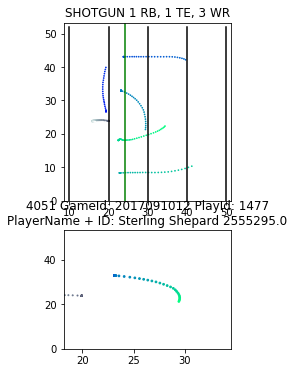 SHOTGUN 1 RB, 1 TE, 3 WR
50
40
30
20
10
0
10 20 30 40 50
4051 GameId: 2017091012 PlayId: 1477
PlayerName + ID: Sterling Shepard 2555295.0
40
20
0
20 25 30